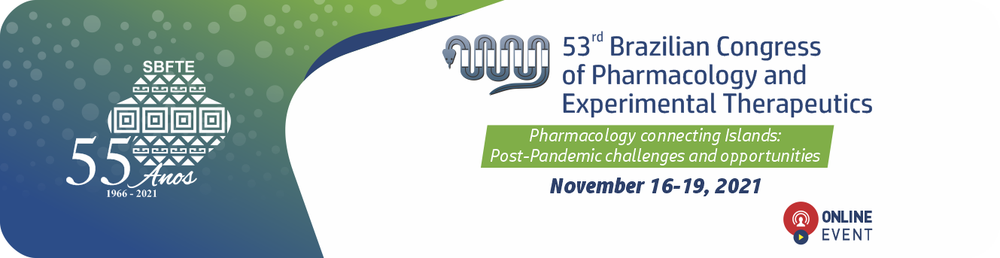 SBFTE
55
Anos
1966 - 2021
53rd Brazilian Congress
of Pharmacology and
Experimental Therapeutics
Pharmacology connecting Islands:
Post-Pandemic challenges and opportunities
November 16-19, 2021
ONLINE
EVENT